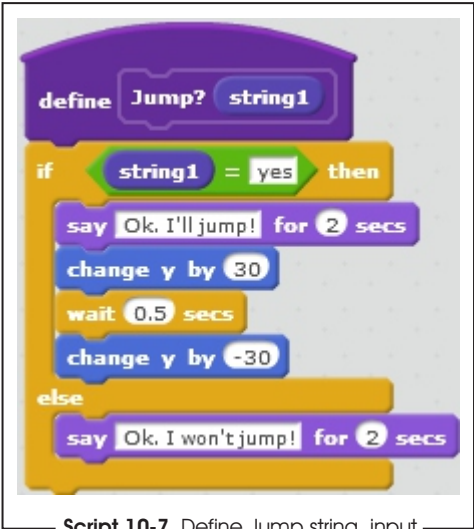 define Jump? string1
if string1 = yes then
say Ok. I'll jump! for 2 secs
change y by 30
wait 0.5 secs
change y by -30
else
say Ok. I won't jump! for 2 secs
Script 10-7 Define Jump string input